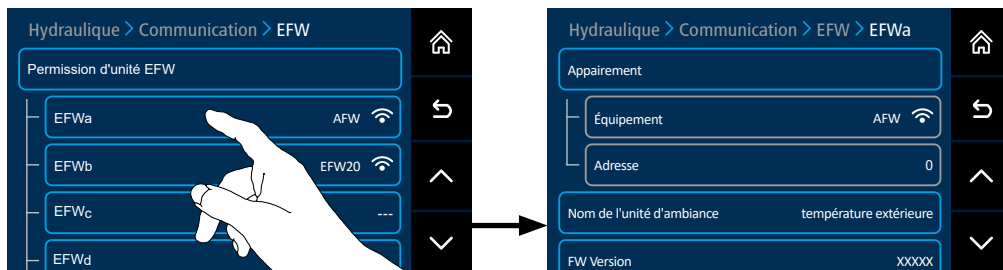 Hydraulique > Communication > EFW
Permission d'unité EFW
EFWa AFW
EFWb EFW20
EFWc ---
EFWd
Hydraulique > Communication > EFW > EFWa
Appairement
Équipement AFW
Adresse 0
Nom de l'unité d'ambiance température extérieure
FW Version XXXXX